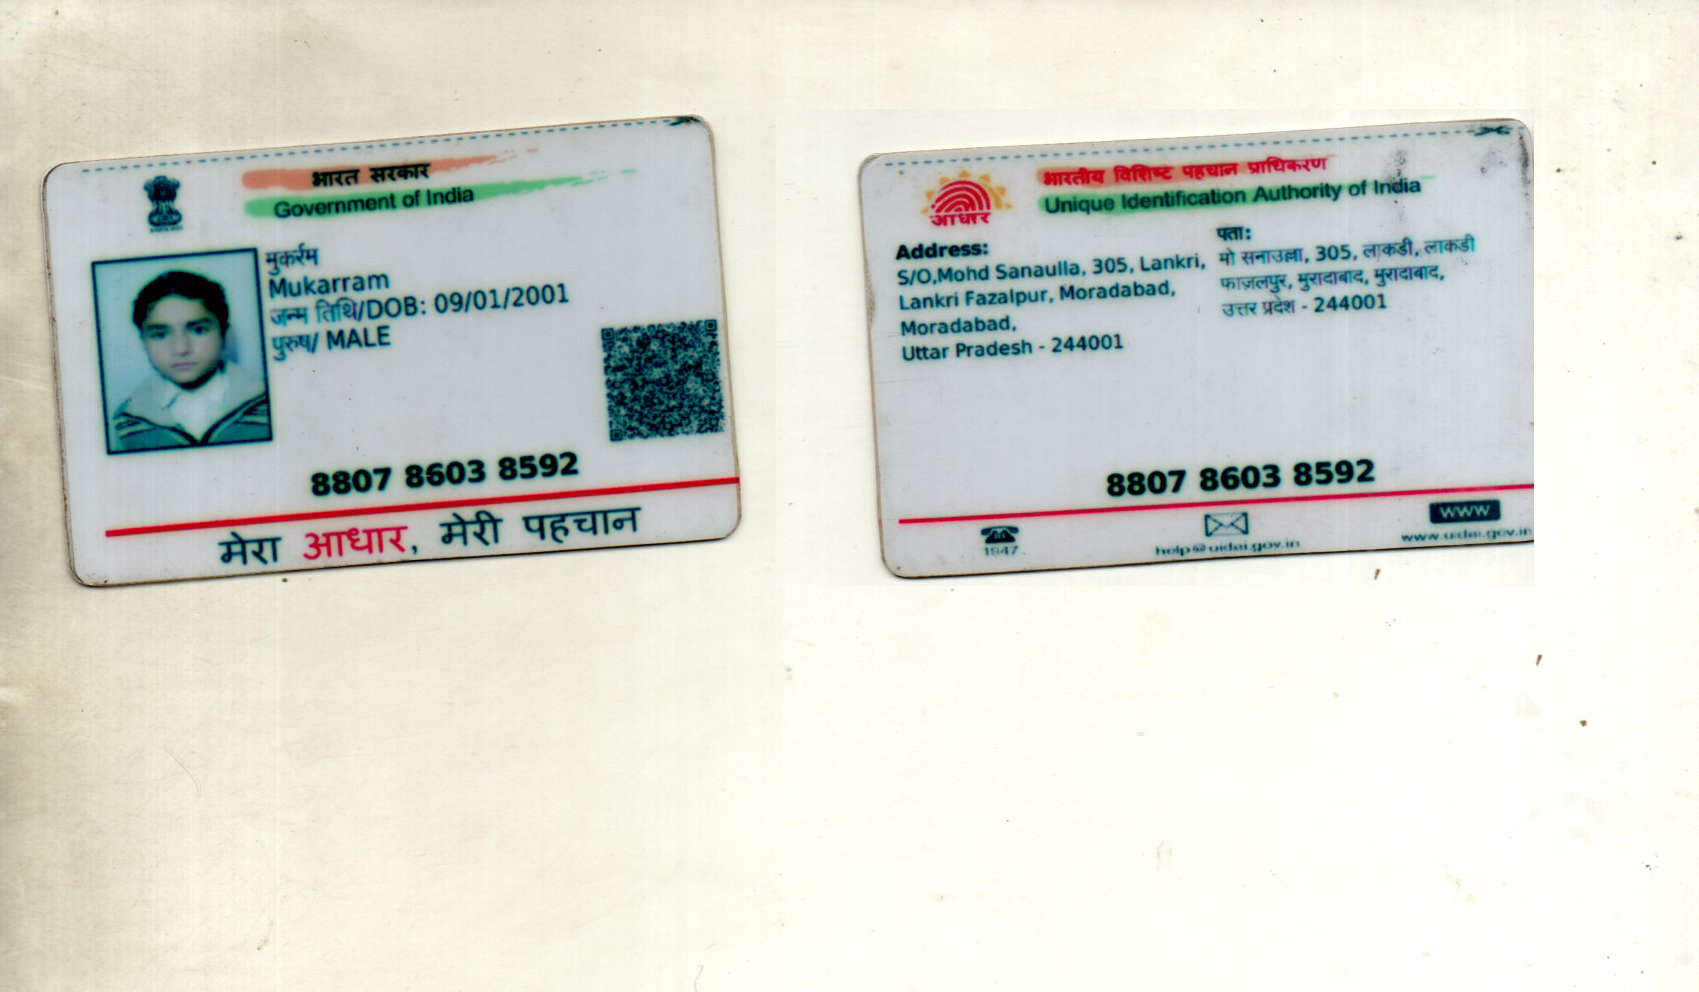 भारत सरकार
Government of India
मुकर्रम
Mukarram
जन्म तिथि/DOB: 09/01/2001
पुरुष/ MALE
8807 8603 8592
मेरा आधार, मेरी पहचान
भारतीय विशिष्ट पहचान प्राधिकरण
Unique Identification Authority of India
आधार
Address:
S/O,Mohd Sanaulla, 305, Lankri,
Lankri Fazalpur, Moradabad,
Moradabad,
Uttar Pradesh - 244001
पता:
मो सनाउल्ला, 305, लाकडी, लाकडी
फाज़लपुर, मुरादाबाद, मुरादाबाद,
उत्तर प्रदेश - 244001
8807 8603 8592
1947
help@uidai.gov.in
WWW
www.uidai.gov.in